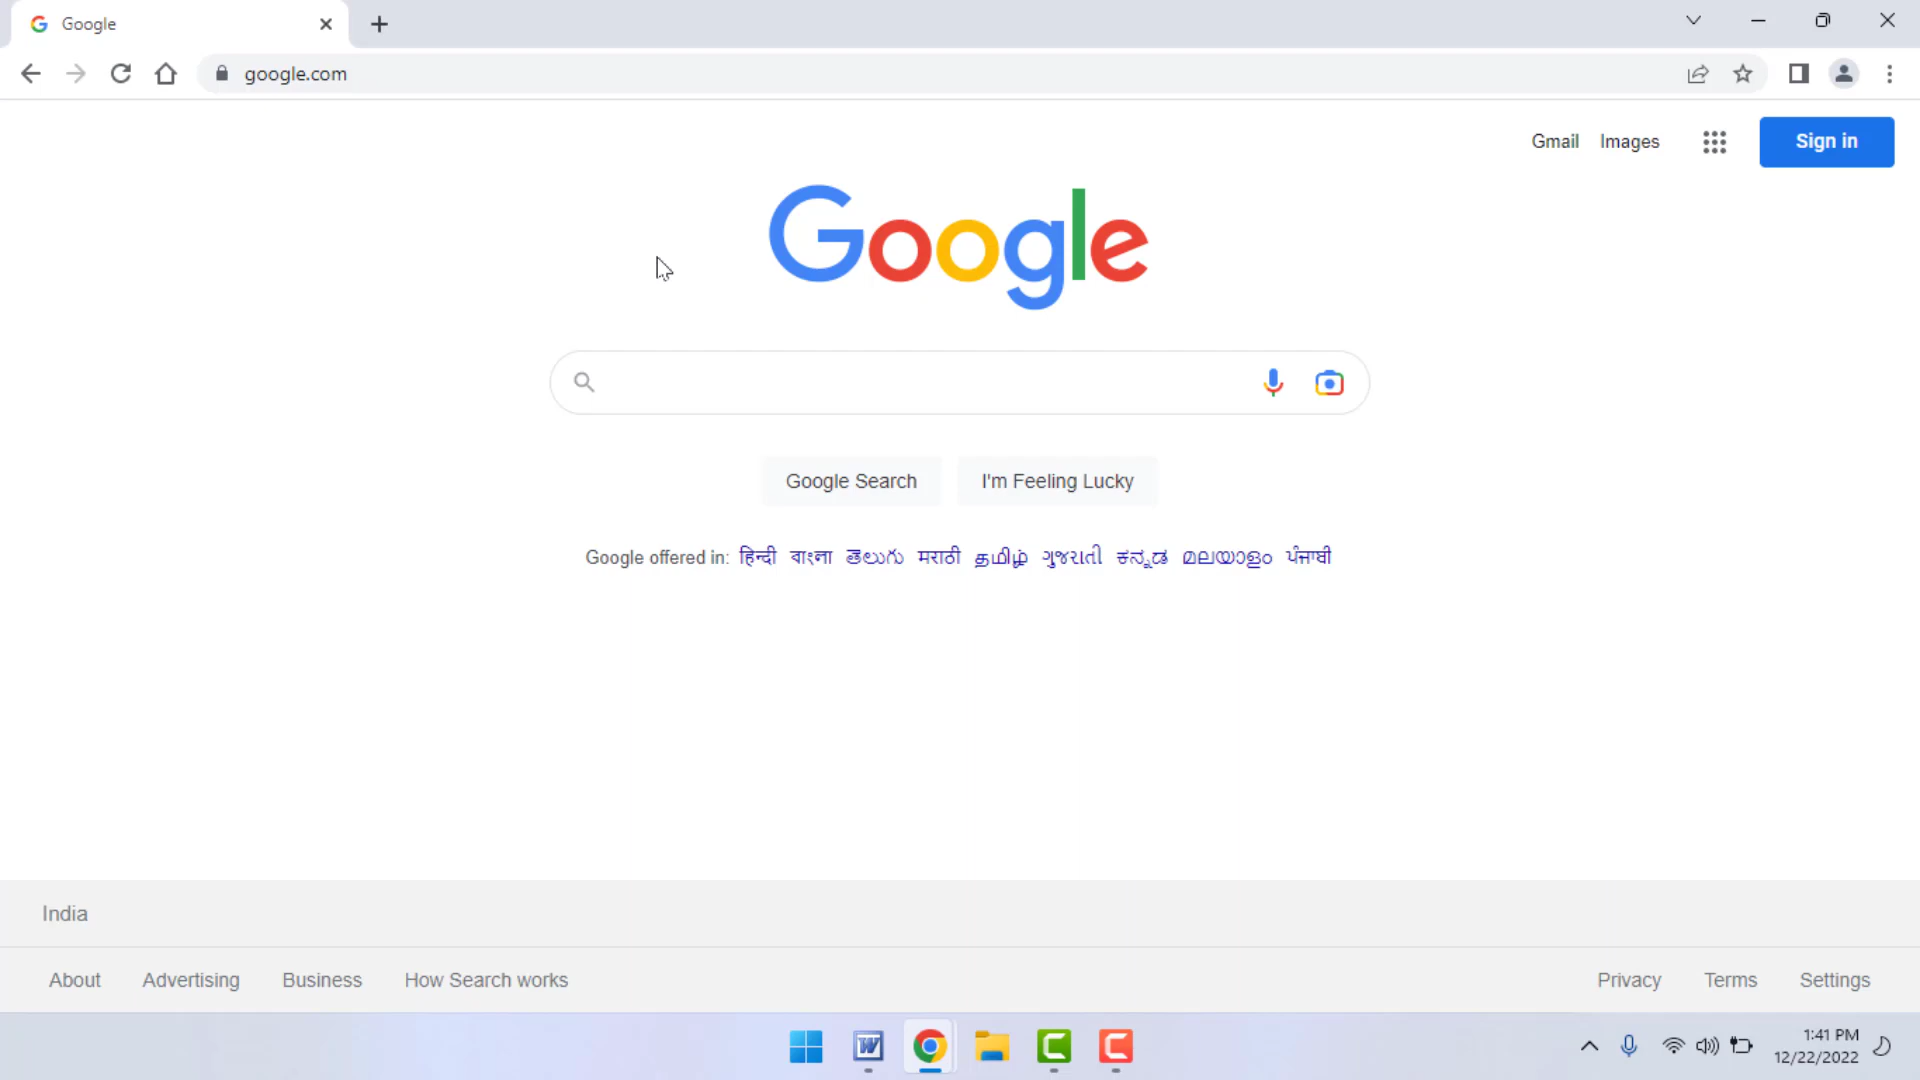 Google
google.com
Gmail Images Sign in
Google
Google Search I'm Feeling Lucky
Google offered in: हिन्दी বাংলা తెలుగు मराठी தமிழ் ગુજરાતી ಕನ್ನಡ മലയാളം ਪੰਜਾਬੀ
India
About Advertising Business How Search works Privacy Terms Settings
1:41 PM
12/22/2022